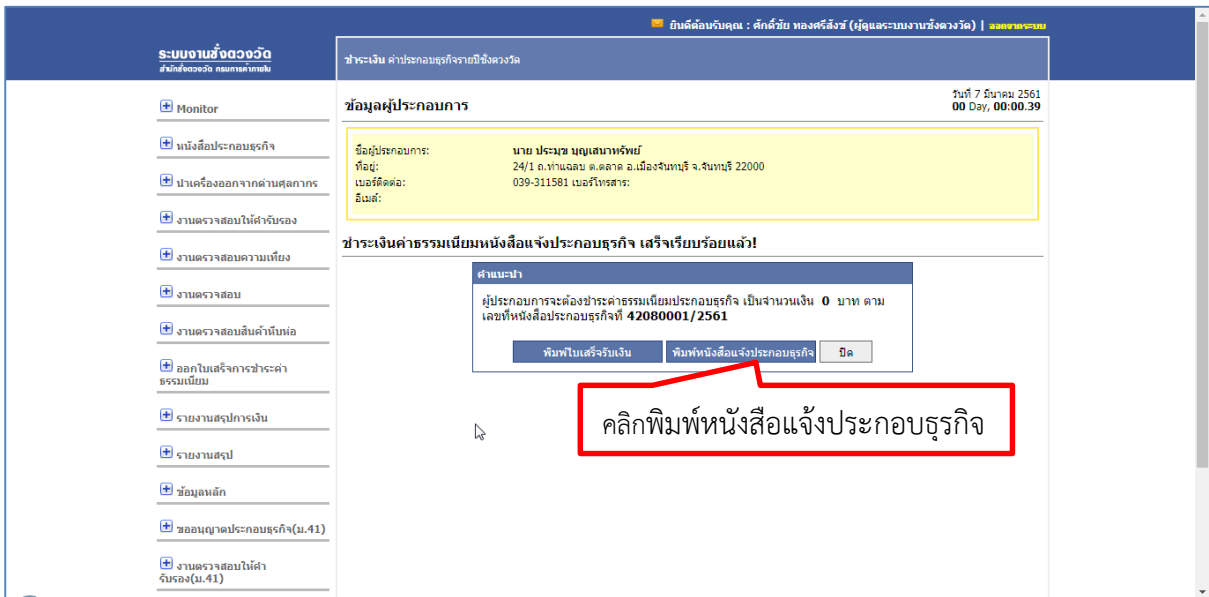 ยินดีต้อนรับคุณ : ศักดิ์ชัย ทองศรีสังข์ (ผู้ดูแลระบบงานชั่งตวงวัด) | ออกจากระบบ
ระบบงานชั่งตวงวัด
สำนักชั่งตวงวัด กรมการค้าภายใน
ชำระเงิน ค่าประกอบธุรกิจรายปีชั่งตวงวัด
Monitor
หนังสือประกอบธุรกิจ
นำเครื่องออกจากด่านศุลกากร
งานตรวจสอบให้คำรับรอง
งานตรวจสอบความเที่ยง
งานตรวจสอบ
งานตรวจสอบสินค้าหีบห่อ
ออกใบเสร็จการชำระค่า
ธรรมเนียม
รายงานสรุปการเงิน
รายงานสรุป
ข้อมูลหลัก
ขออนุญาตประกอบธุรกิจ(ม.41)
งานตรวจสอบให้คำ
รับรอง(ม.41)
ข้อมูลผู้ประกอบการ
วันที่ 7 มีนาคม 2561
00 Day, 00:00.39
ชื่อผู้ประกอบการ: นาย ประมุข บุญเสนาทรัพย์
ที่อยู่: 24/1 ถ.ท่าแฉลบ ต.ตลาด อ.เมืองจันทบุรี จ.จันทบุรี 22000
เบอร์ติดต่อ: 039-311581 เบอร์โทรสาร:
อีเมล์:
ชำระเงินค่าธรรมเนียมหนังสือแจ้งประกอบธุรกิจ เสร็จเรียบร้อยแล้ว!
คำแนะนำ
ผู้ประกอบการจะต้องชำระค่าธรรมเนียมประกอบธุรกิจ เป็นจำนวนเงิน 0 บาท ตาม
เลขที่หนังสือประกอบธุรกิจที่ 42080001/2561
พิมพ์ใบเสร็จรับเงิน พิมพ์หนังสือแจ้งประกอบธุรกิจ ปิด
คลิกพิมพ์หนังสือแจ้งประกอบธุรกิจ